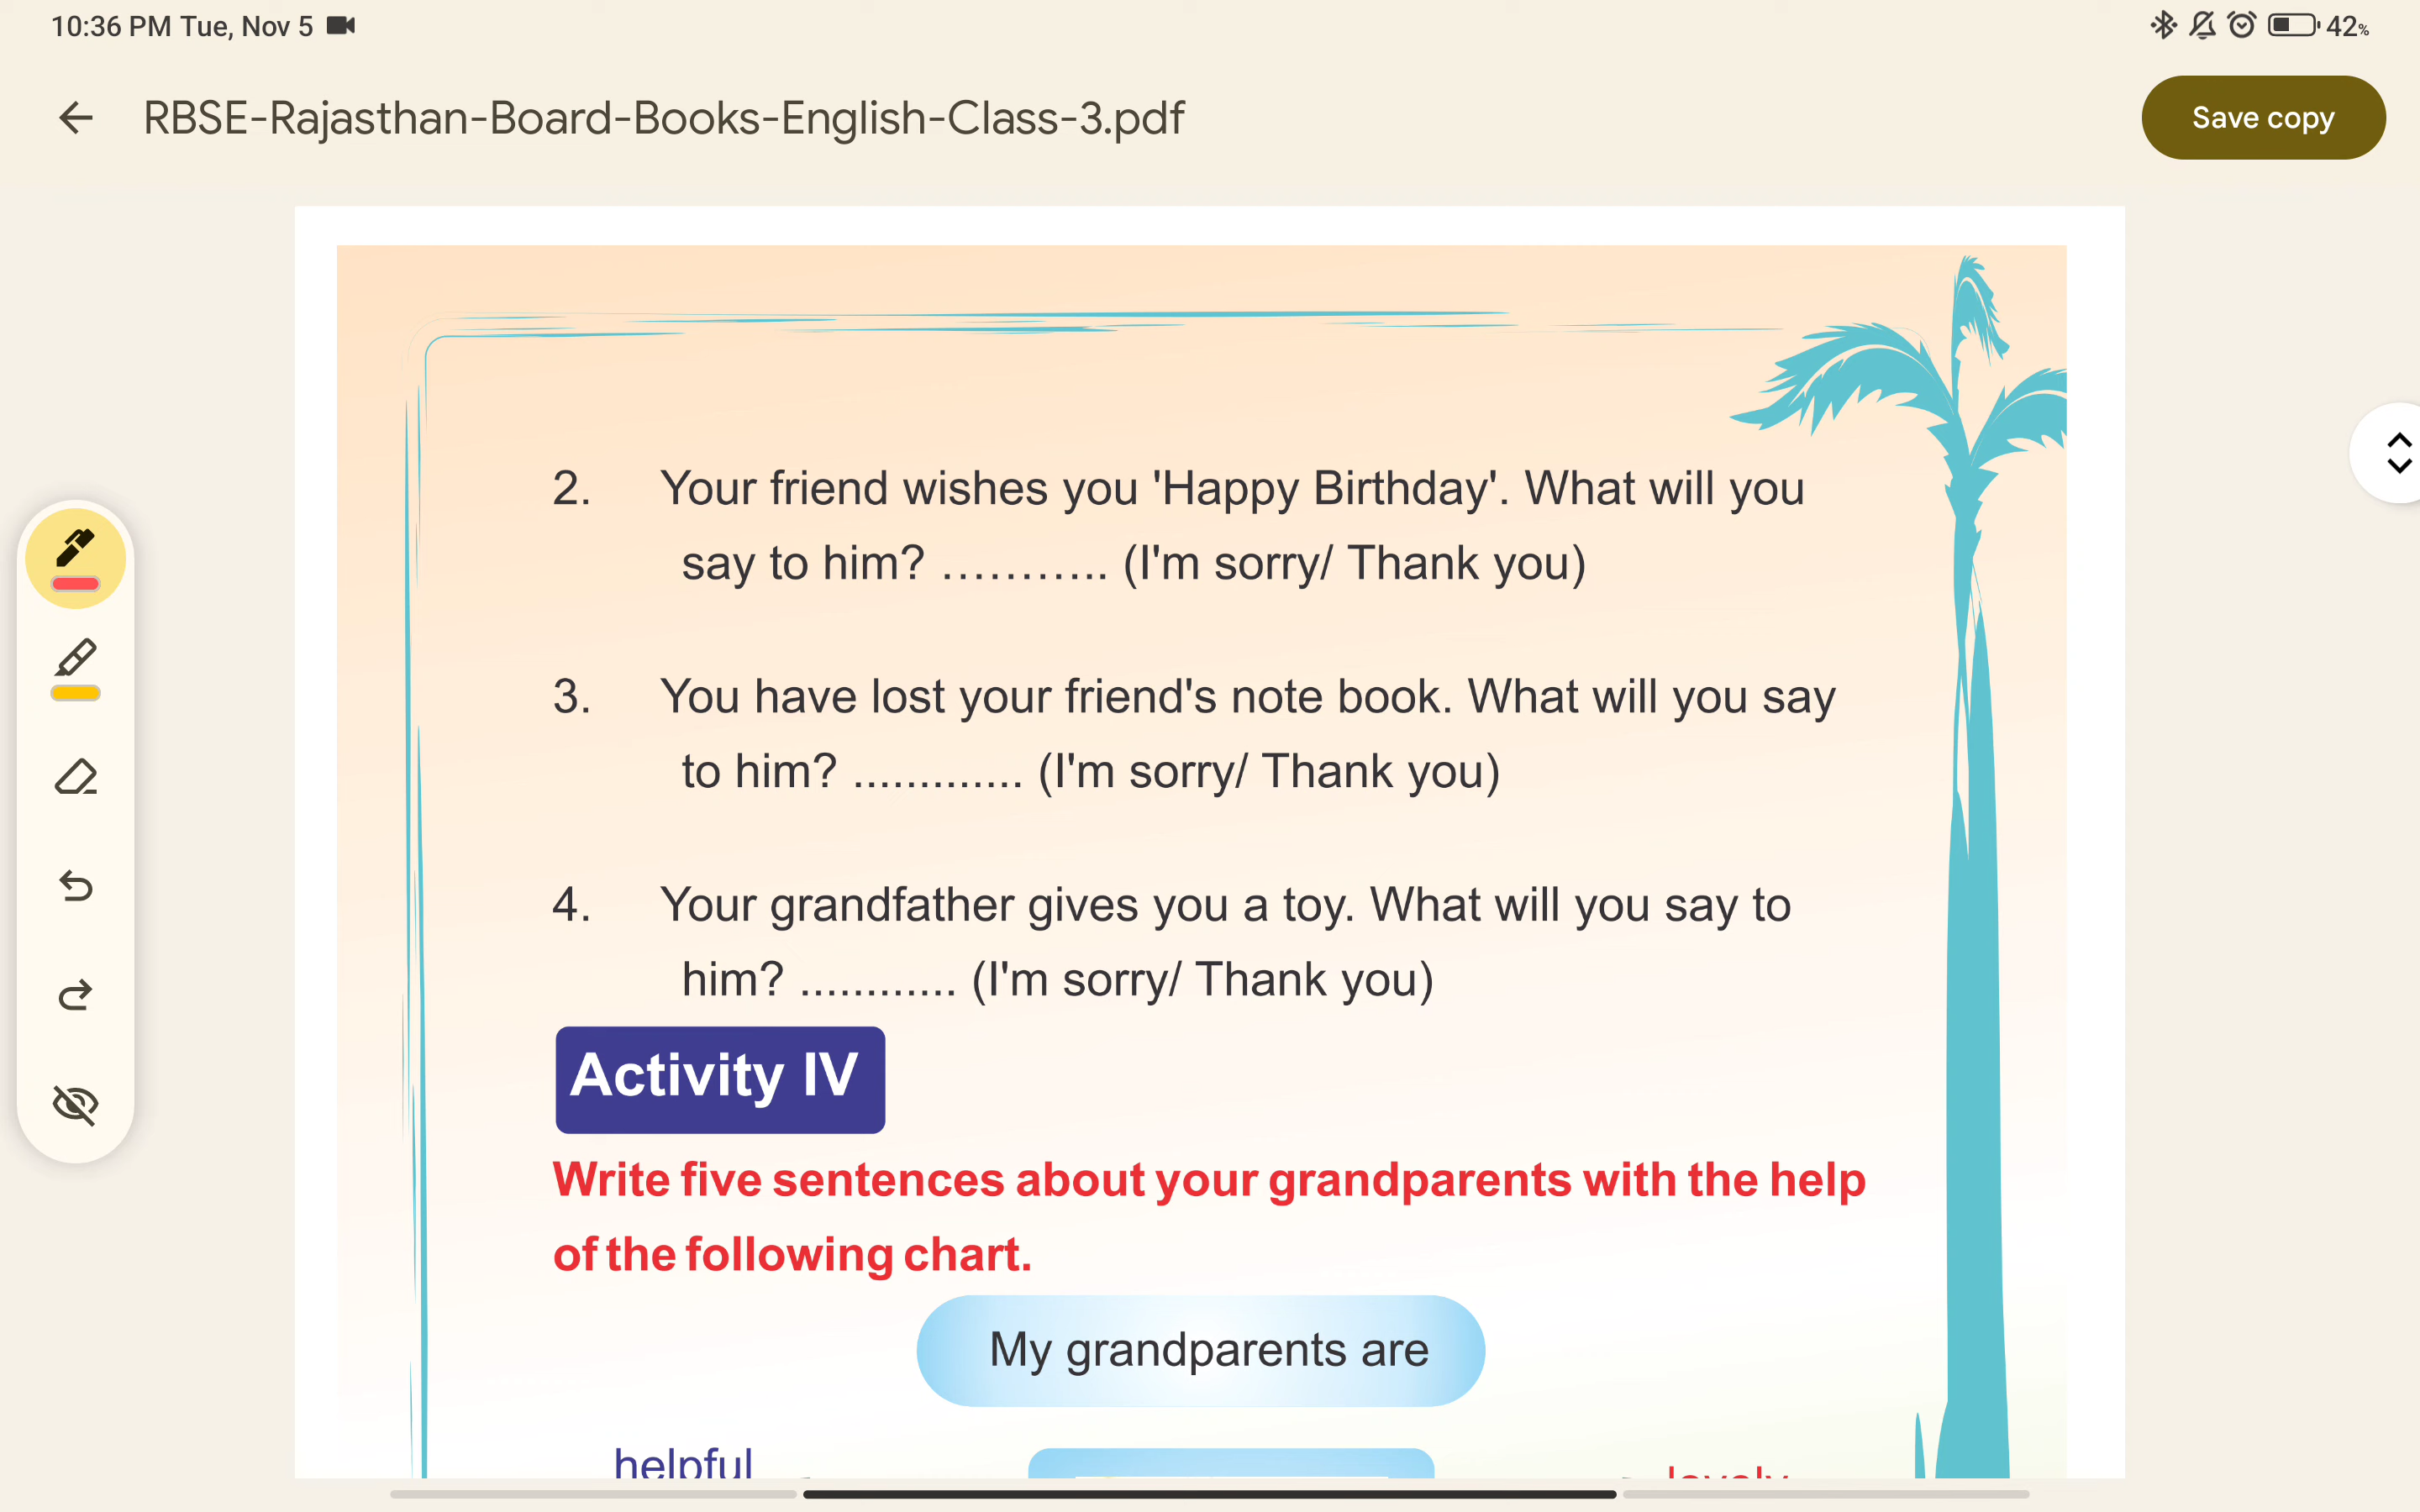 10:36 PM Tue, Nov 5
42%
RBSE-Rajasthan-Board-Books-English-Class-3.pdf
Save copy
2. Your friend wishes you 'Happy Birthday'. What will you
say to him? ........... (I'm sorry/ Thank you)
3. You have lost your friend's note book. What will you say
to him? ............. (I'm sorry/ Thank you)
4. Your grandfather gives you a toy. What will you say to
him? ............ (I'm sorry/ Thank you)
Activity IV
Write five sentences about your grandparents with the help
of the following chart.
My grandparents are
helpful
lovely